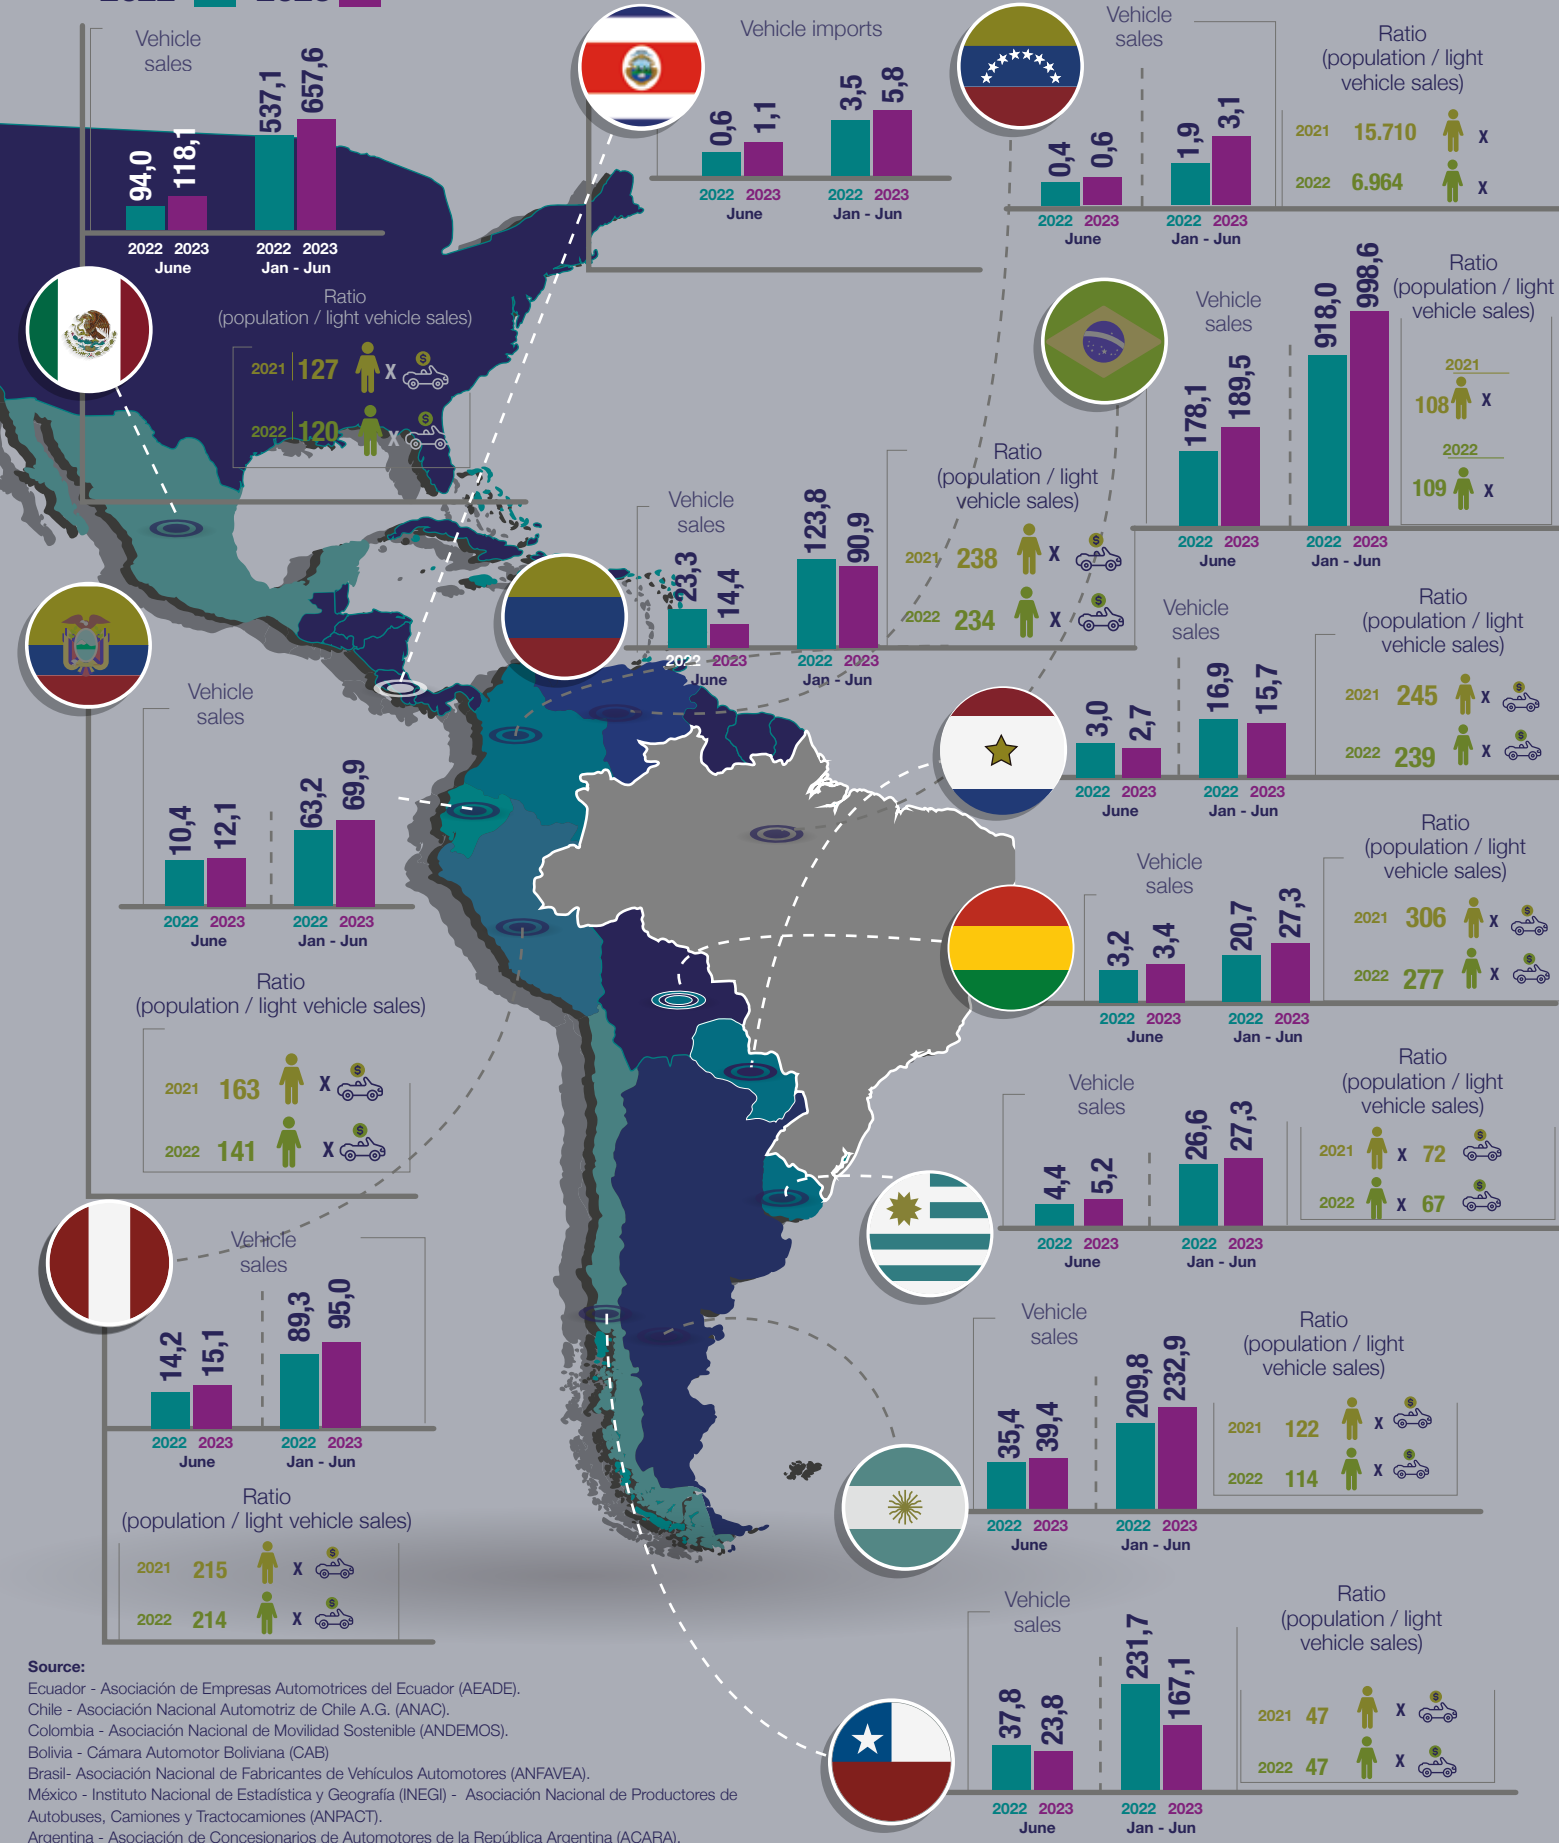 Vehicle
sales
94,0
118,1
537,1
657,6
2022 2023
June
2022 2023
Jan - Jun
Ratio
(population / light vehicle sales)
2021 127 X $
2022 120 X $
Vehicle imports
0,6
1,1
3,5
5,8
2022 2023
June
2022 2023
Jan - Jun
Vehicle
sales
0,4
0,6
1,9
3,1
2022 2023
June
2022 2023
Jan - Jun
Ratio
(population / light
vehicle sales)
2021 15.710 X
2022 6.964 X
Vehicle
sales
178,1
189,5
918,0
998,6
2022 2023
June
2022 2023
Jan - Jun
Ratio
(population / light
vehicle sales)
2021
108 X
2022
109 X
Vehicle
sales
23,3
14,4
123,8
90,9
2022 2023
June
2022 2023
Jan - Jun
Ratio
(population / light
vehicle sales)
2021 238 X $
2022 234 X $
Vehicle
sales
3,0
2,7
16,9
15,7
2022 2023
June
2022 2023
Jan - Jun
Ratio
(population / light
vehicle sales)
2021 245 X $
2022 239 X $
Vehicle
sales
10,4
12,1
63,2
69,9
2022 2023
June
2022 2023
Jan - Jun
Ratio
(population / light vehicle sales)
2021 163 X $
2022 141 X $
Vehicle
sales
3,2
3,4
20,7
27,3
2022 2023
June
2022 2023
Jan - Jun
Ratio
(population / light
vehicle sales)
2021 306 X $
2022 277 X $
Vehicle
sales
4,4
5,2
26,6
27,3
2022 2023
June
2022 2023
Jan - Jun
Ratio
(population / light
vehicle sales)
2021 X 72 $
2022 X 67 $
Vehicle
sales
14,2
15,1
89,3
95,0
2022 2023
June
2022 2023
Jan - Jun
Ratio
(population / light vehicle sales)
2021 215 X $
2022 214 X $
Vehicle
sales
35,4
39,4
209,8
232,9
2022 2023
June
2022 2023
Jan - Jun
Ratio
(population / light
vehicle sales)
2021 122 X $
2022 114 X $
Vehicle
sales
37,8
23,8
231,7
167,1
2022 2023
June
2022 2023
Jan - Jun
Ratio
(population / light
vehicle sales)
2021 47 X $
2022 47 X $
Source:
Ecuador - Asociación de Empresas Automotrices del Ecuador (AEADE).
Chile - Asociación Nacional Automotriz de Chile A.G. (ANAC).
Colombia - Asociación Nacional de Movilidad Sostenible (ANDEMOS).
Bolivia - Cámara Automotor Boliviana (CAB)
Brasil- Asociación Nacional de Fabricantes de Vehículos Automotores (ANFAVEA).
México - Instituto Nacional de Estadística y Geografía (INEGI) - Asociación Nacional de Productores de
Autobuses, Camiones y Tractocamiones (ANPACT).
Argentina - Asociación de Concesionarios de Automotores de la República Argentina (ACARA).